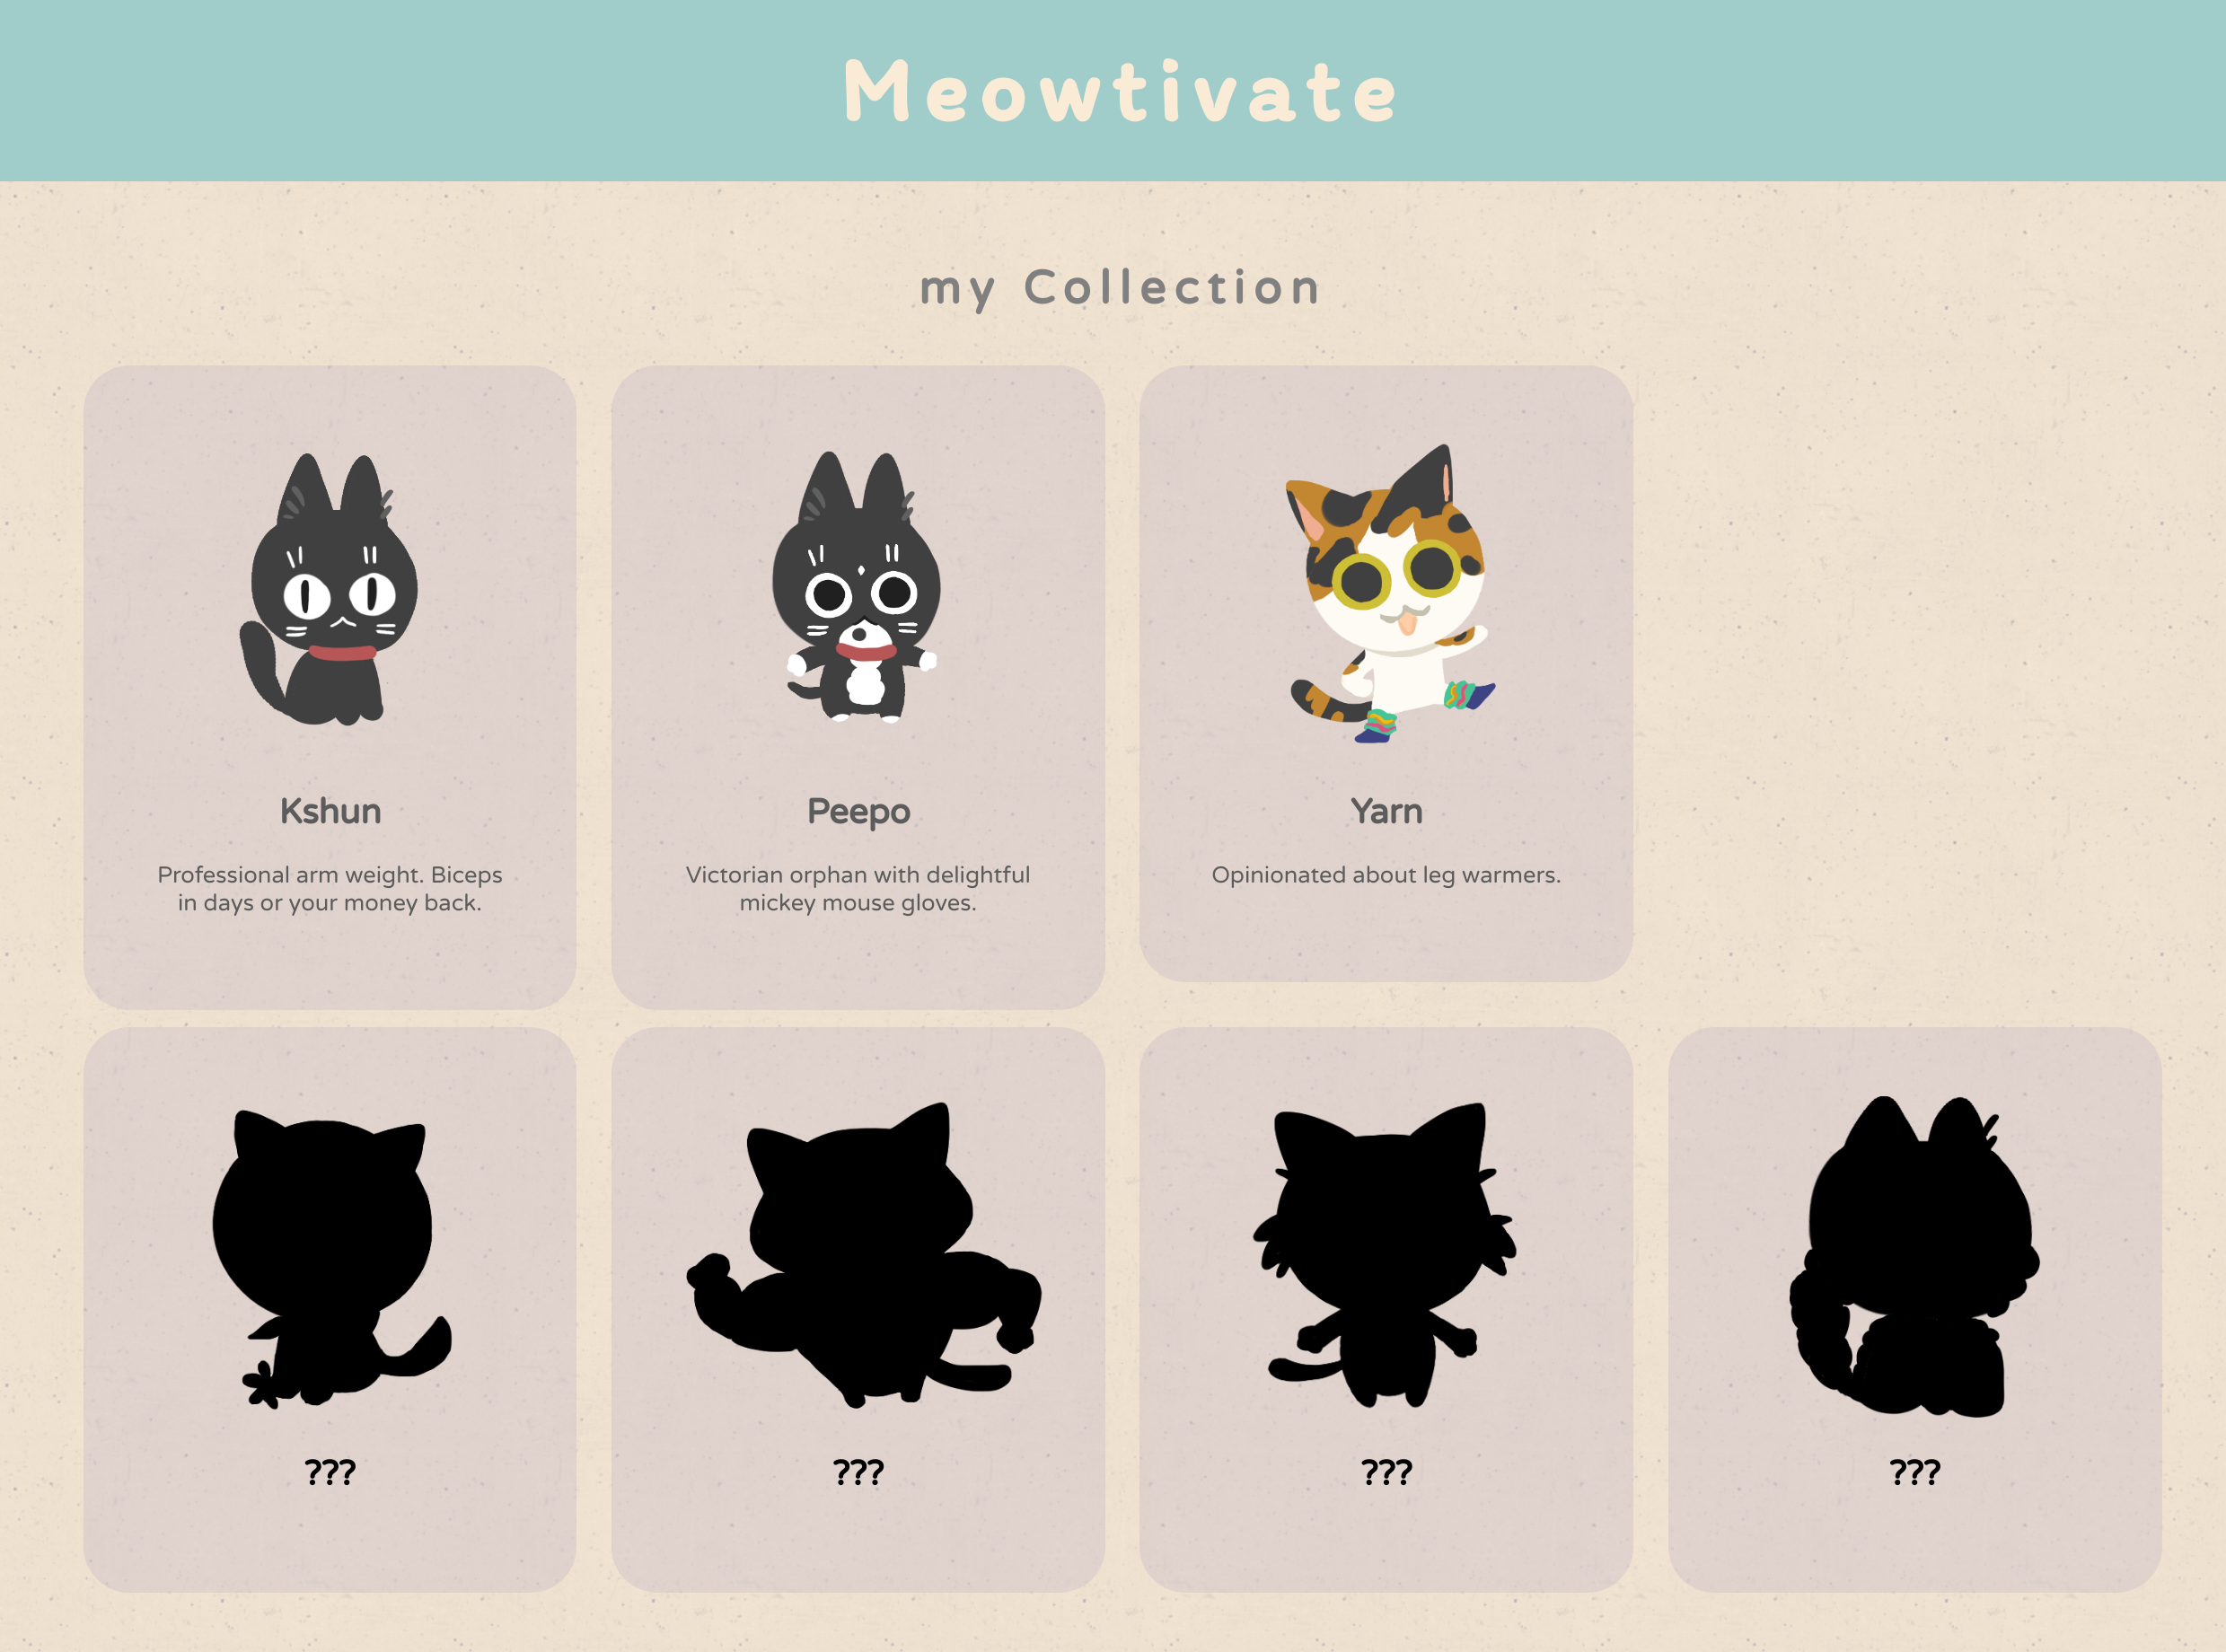 Meowtivate
my Collection
Kshun
Professional arm weight. Biceps
in days or your money back.
Peepo
Victorian orphan with delightful
mickey mouse gloves.
Yarn
Opinionated about leg warmers.
???
???
???
???